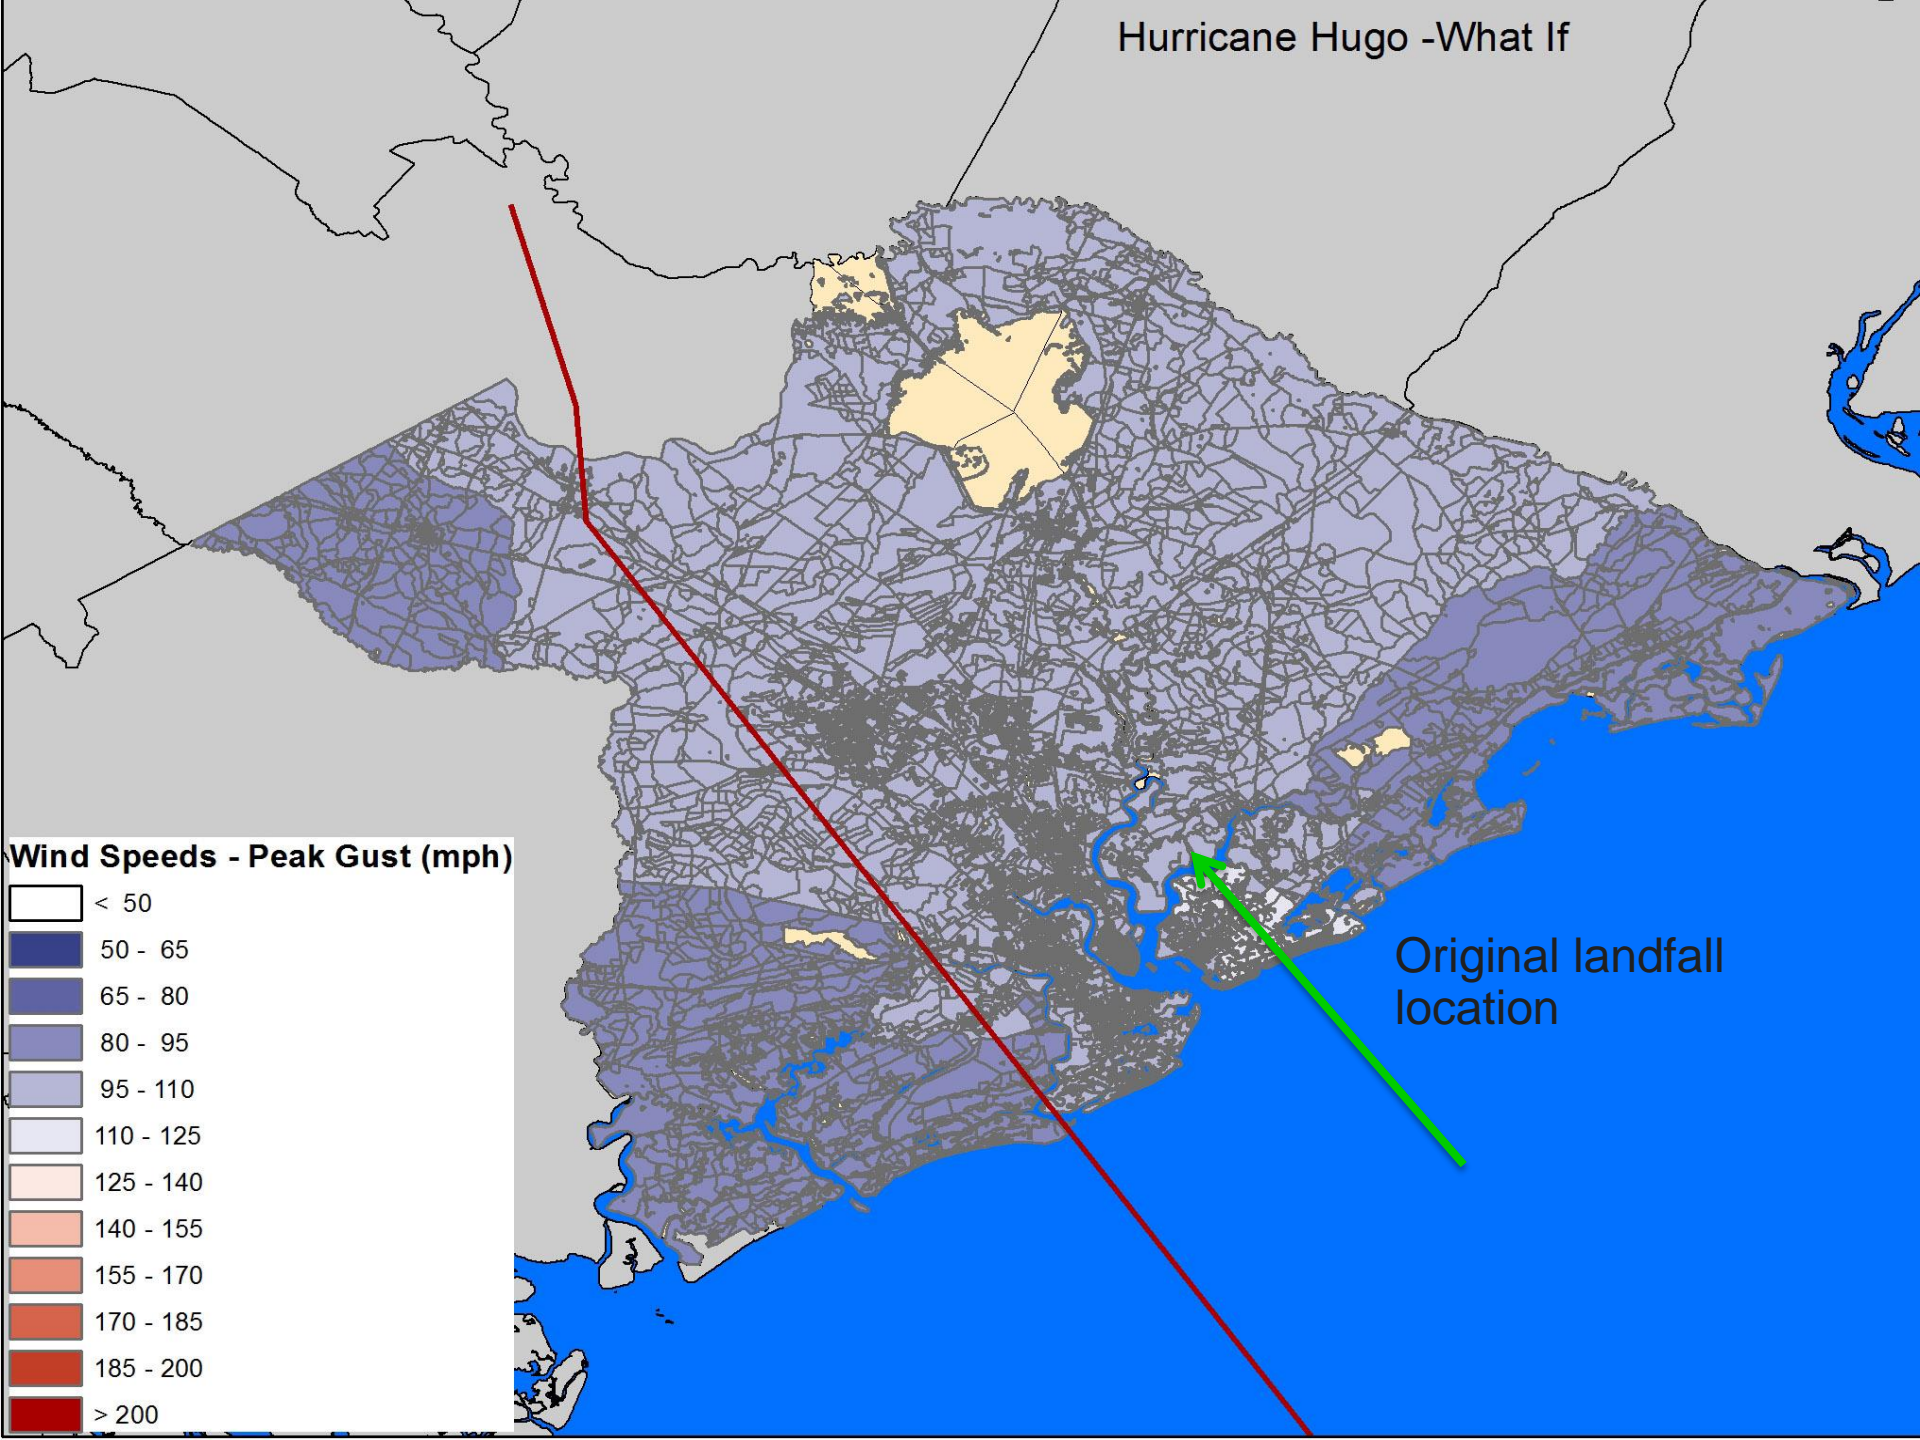 Hurricane Hugo -What If
Original landfall
location
Wind Speeds - Peak Gust (mph)
< 50
50 - 65
65 - 80
80 - 95
95 - 110
110 - 125
125 - 140
140 - 155
155 - 170
170 - 185
185 - 200
> 200